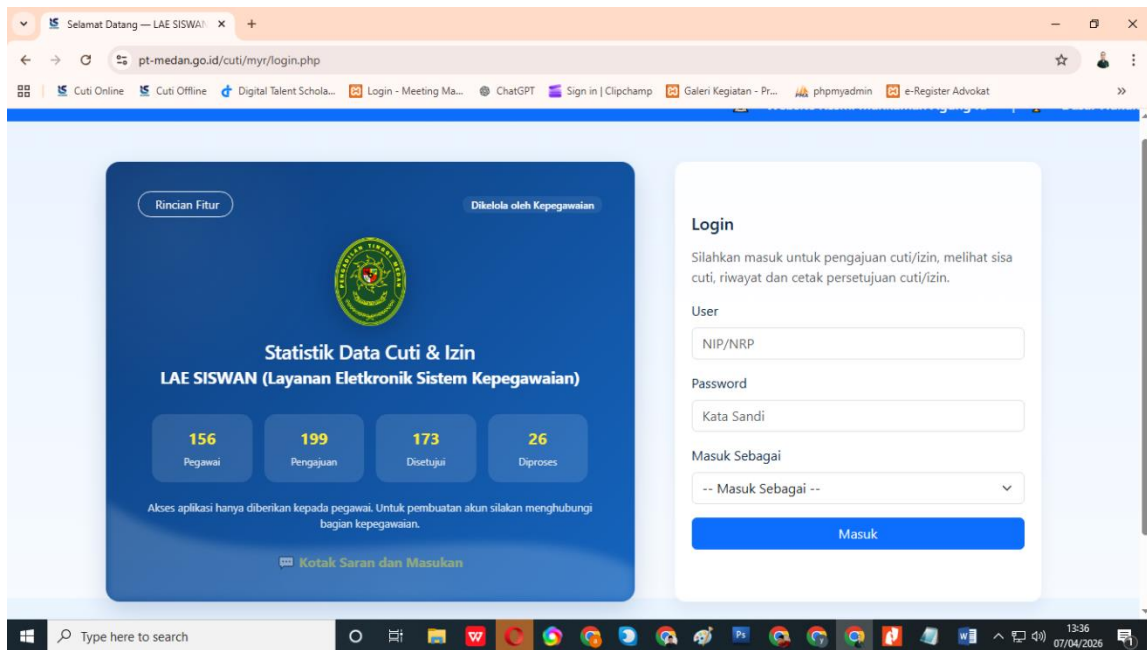 Selamat Datang — LAE SISWAN
pt-medan.go.id/cuti/myr/login.php
Cuti Online
Cuti Offline
Digital Talent Schola...
Login - Meeting Ma...
ChatGPT
Sign in | Clipchamp
Galeri Kegiatan - Pr...
phpmyadmin
e-Register Advokat
Rincian Fitur
Dikelola oleh Kepegawaian
PENGADILAN TINGGI MEDAN
Statistik Data Cuti & Izin
LAE SISWAN (Layanan Eletkronik Sistem Kepegawaian)
156
Pegawai
199
Pengajuan
173
Disetujui
26
Diproses
Akses aplikasi hanya diberikan kepada pegawai. Untuk pembuatan akun silakan menghubungi
bagian kepegawaian.
Kotak Saran dan Masukan
Login
Silahkan masuk untuk pengajuan cuti/izin, melihat sisa
cuti, riwayat dan cetak persetujuan cuti/izin.
User
NIP/NRP
Password
Kata Sandi
Masuk Sebagai
-- Masuk Sebagai --
Masuk
Type here to search
13:36
07/04/2026